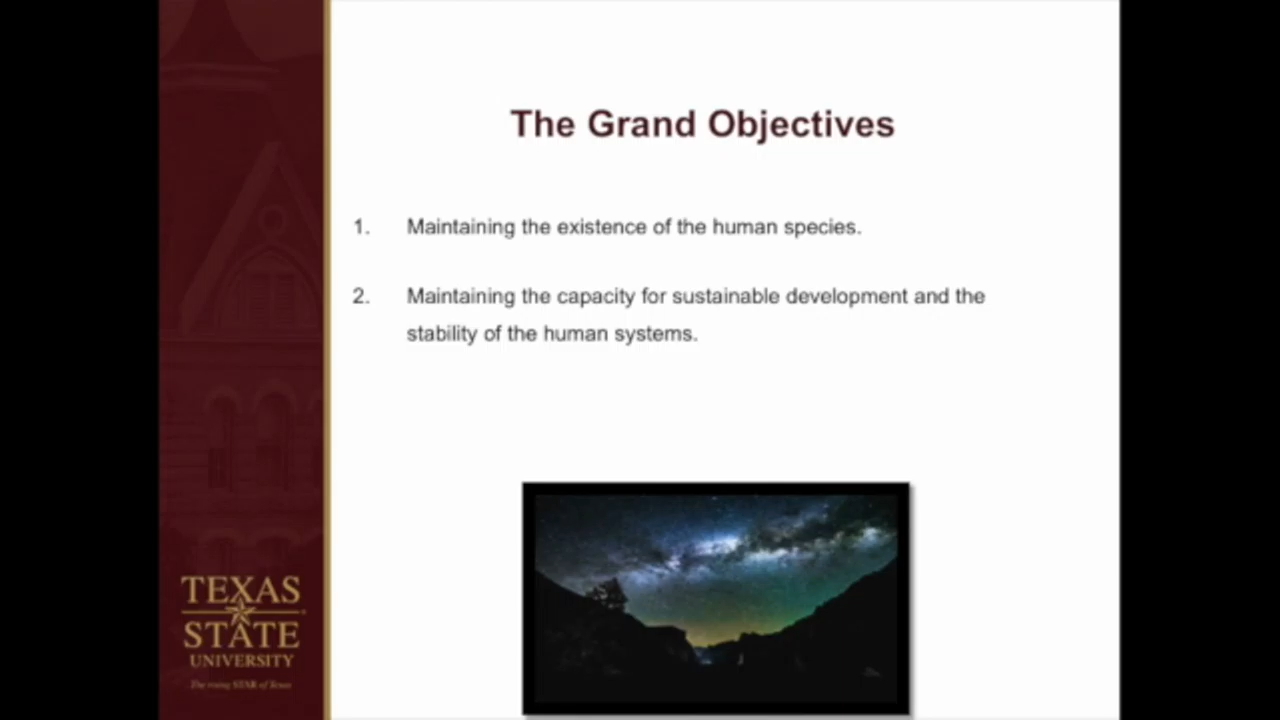 The Grand Objectives
1. Maintaining the existence of the human species.
2. Maintaining the capacity for sustainable development and the
stability of the human systems.
TEXAS
STATE
UNIVERSITY
The rising STAR of Texas